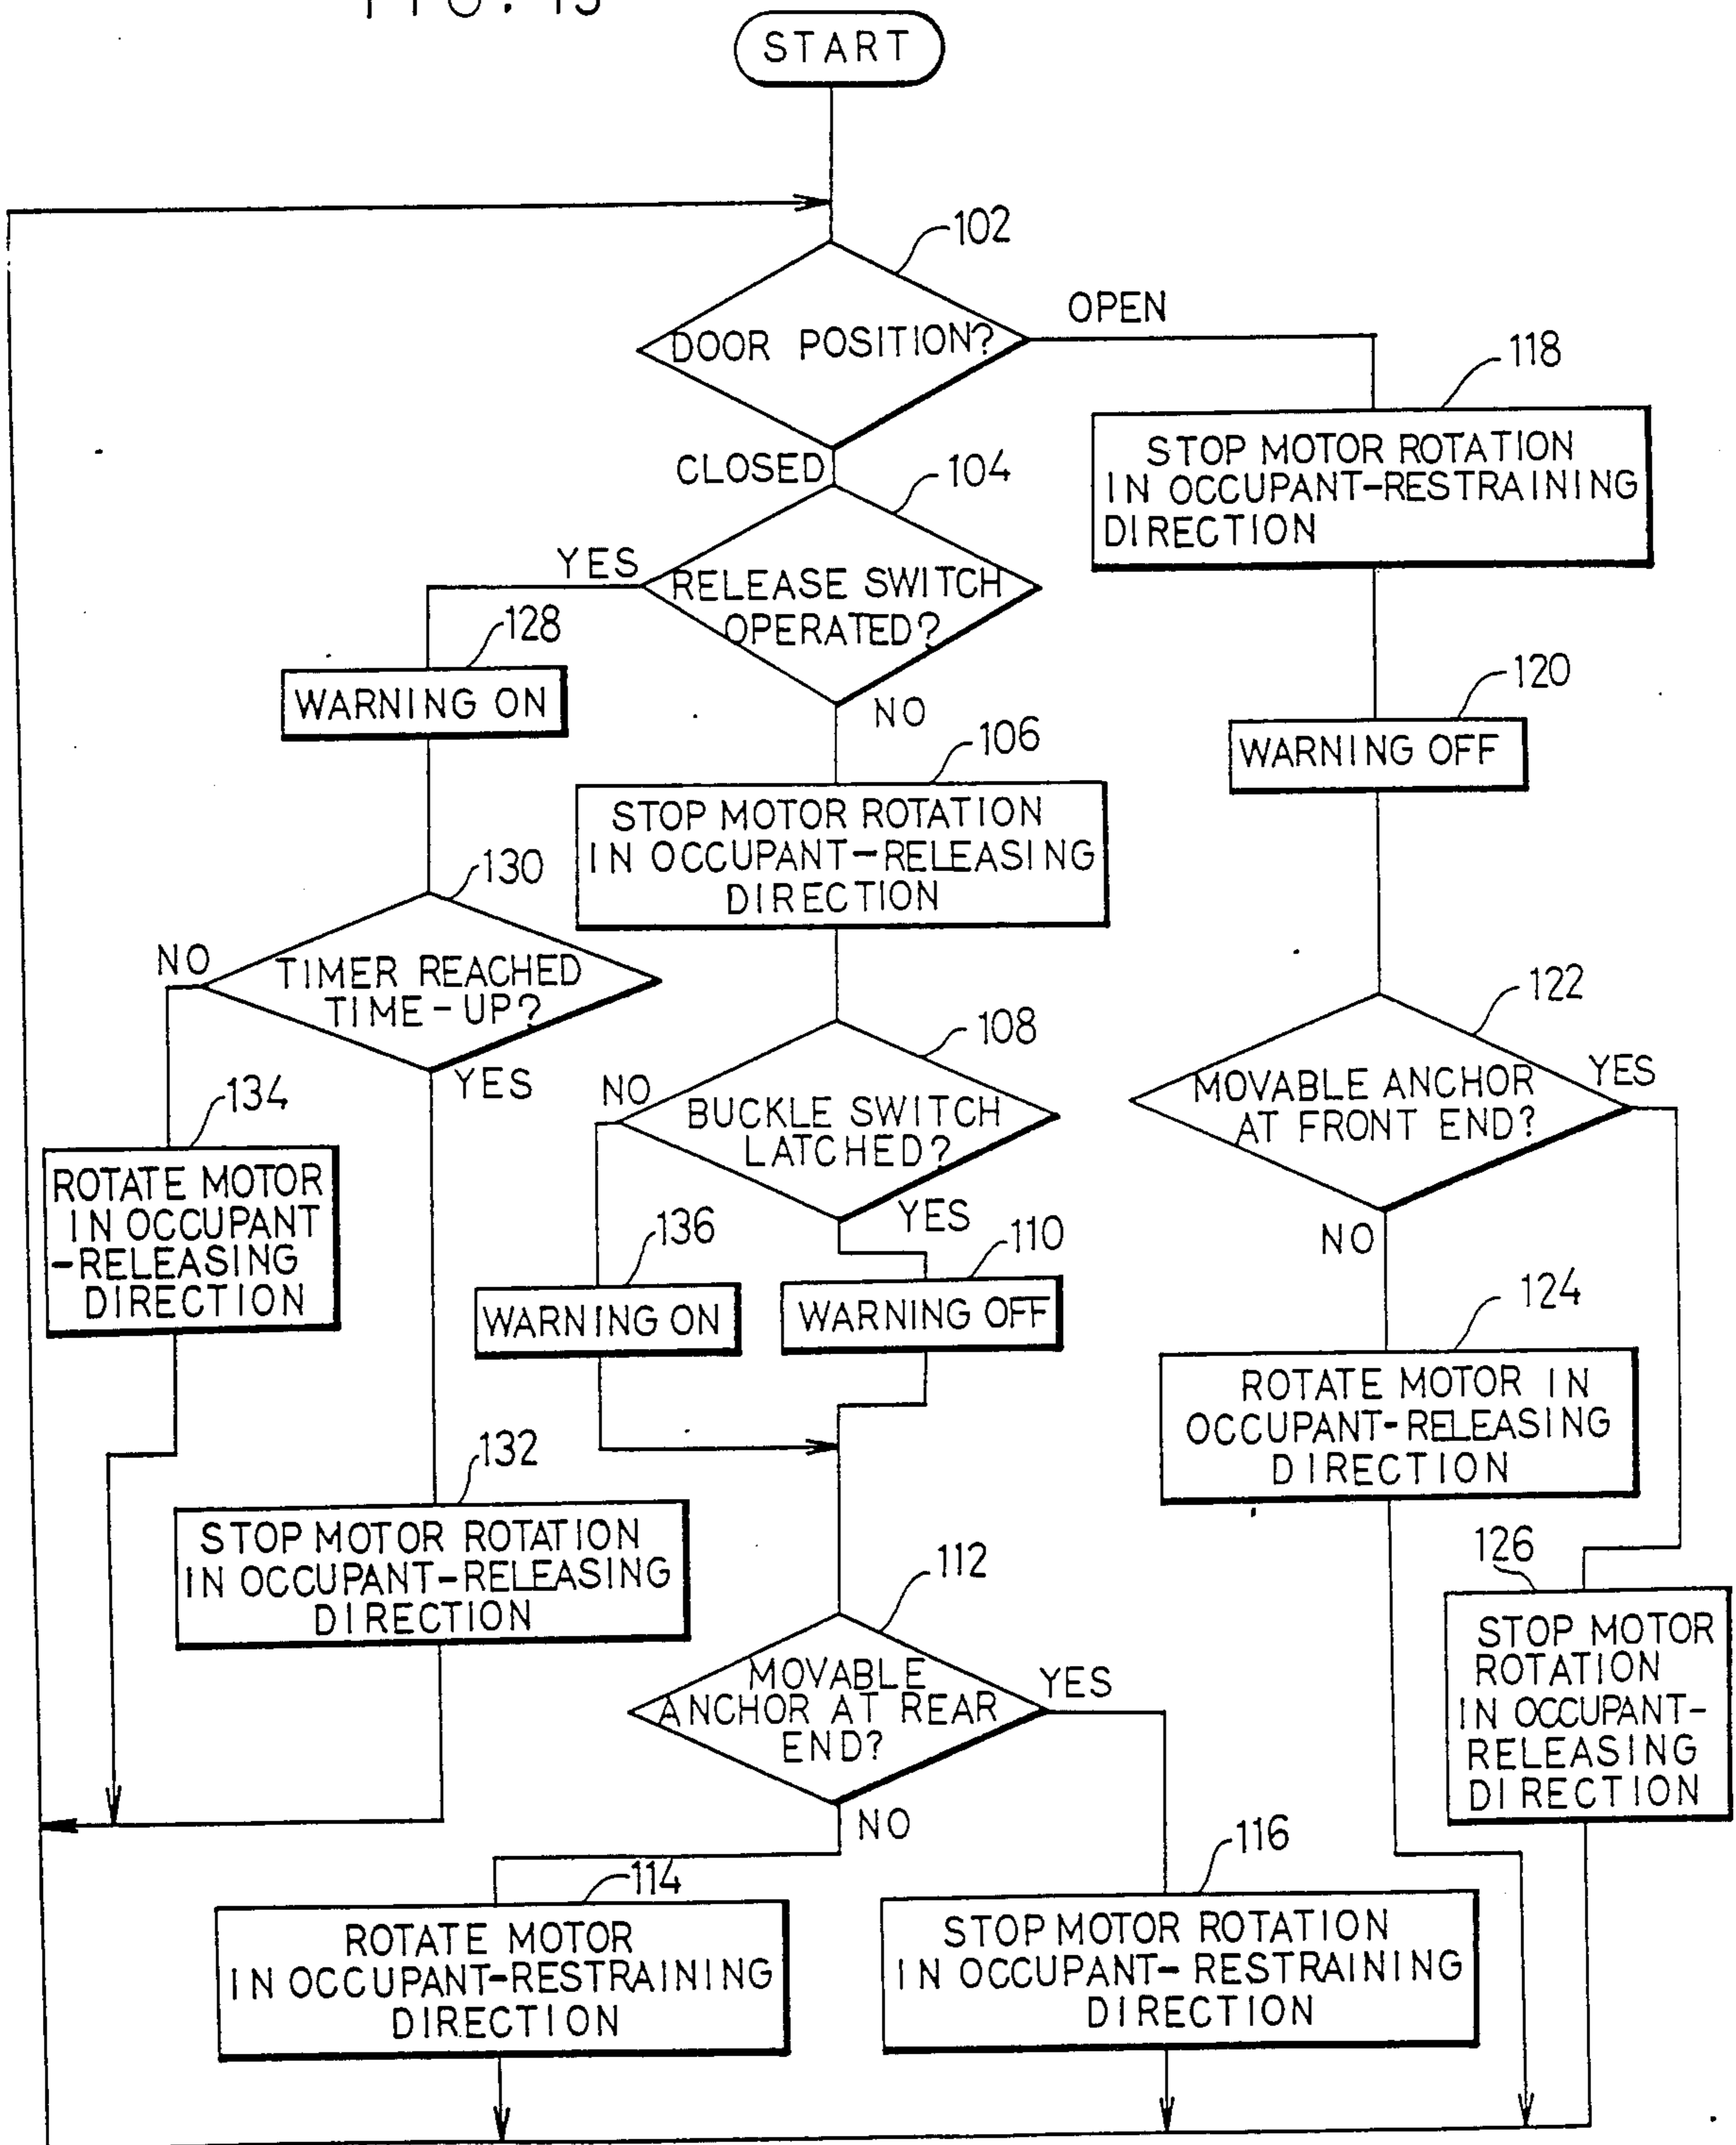 START
102
DOOR POSITION?
OPEN
118
STOP MOTOR ROTATION
IN OCCUPANT-RESTRAINING
DIRECTION
CLOSED
104
YES
RELEASE SWITCH
OPERATED?
128
WARNING ON
NO
120
WARNING OFF
106
STOP MOTOR ROTATION
IN OCCUPANT-RELEASING
DIRECTION
130
NO
TIMER REACHED
TIME-UP?
YES
122
MOVABLE ANCHOR
AT FRONT END?
YES
NO
108
NO
BUCKLE SWITCH
LATCHED?
YES
134
ROTATE MOTOR
IN OCCUPANT
-RELEASING
DIRECTION
136
WARNING ON
110
WARNING OFF
124
ROTATE MOTOR IN
OCCUPANT-RELEASING
DIRECTION
132
STOP MOTOR ROTATION
IN OCCUPANT-RELEASING
DIRECTION
126
STOP MOTOR
ROTATION
IN OCCUPANT-
RELEASING
DIRECTION
112
MOVABLE
ANCHOR AT REAR
END?
YES
NO
114
ROTATE MOTOR
IN OCCUPANT-RESTRAINING
DIRECTION
116
STOP MOTOR ROTATION
IN OCCUPANT-RESTRAINING
DIRECTION